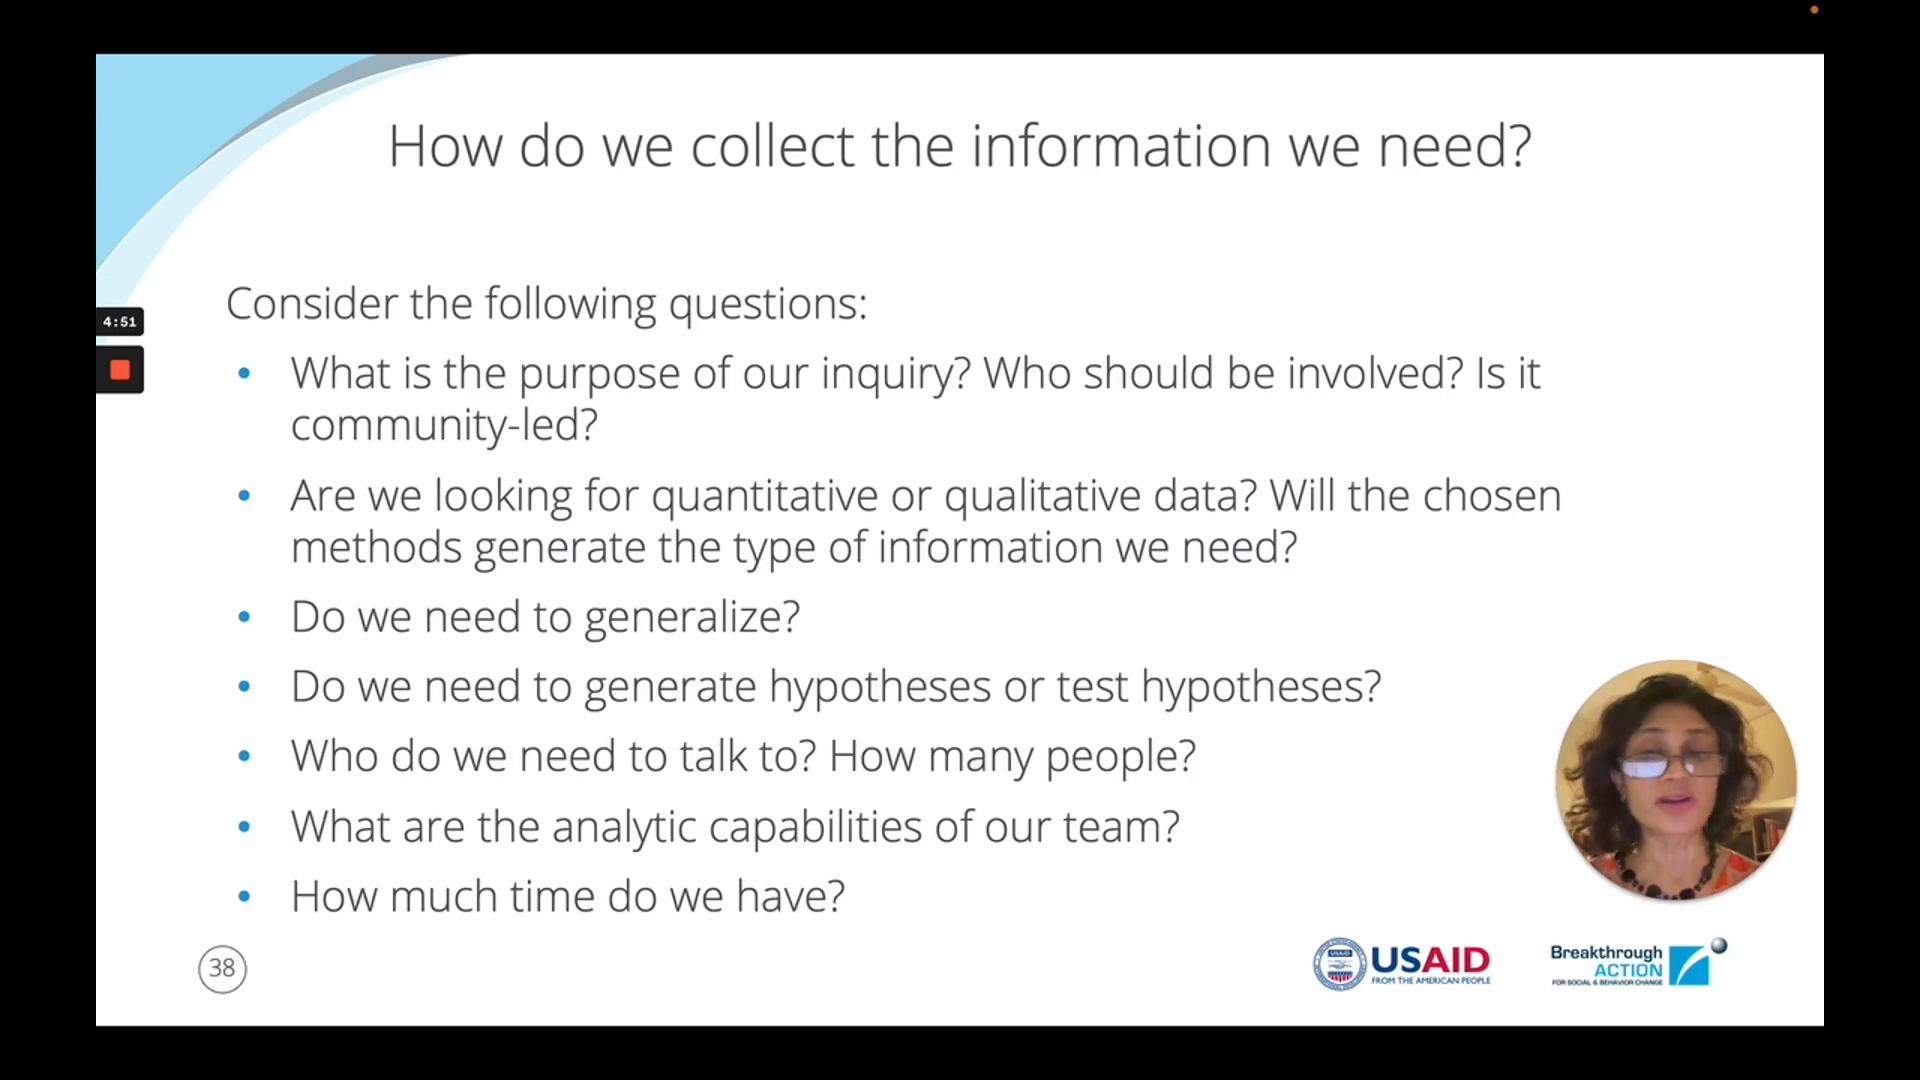 How do we collect the information we need?
Consider the following questions:
4:51
• What is the purpose of our inquiry? Who should be involved? Is it
community-led?
• Are we looking for quantitative or qualitative data? Will the chosen
methods generate the type of information we need?
• Do we need to generalize?
• Do we need to generate hypotheses or test hypotheses?
• Who do we need to talk to? How many people?
• What are the analytic capabilities of our team?
• How much time do we have?
38
USAID
USAID
FROM THE AMERICAN PEOPLE
Breakthrough
ACTION
FOR SOCIAL & BEHAVIOR CHANGE